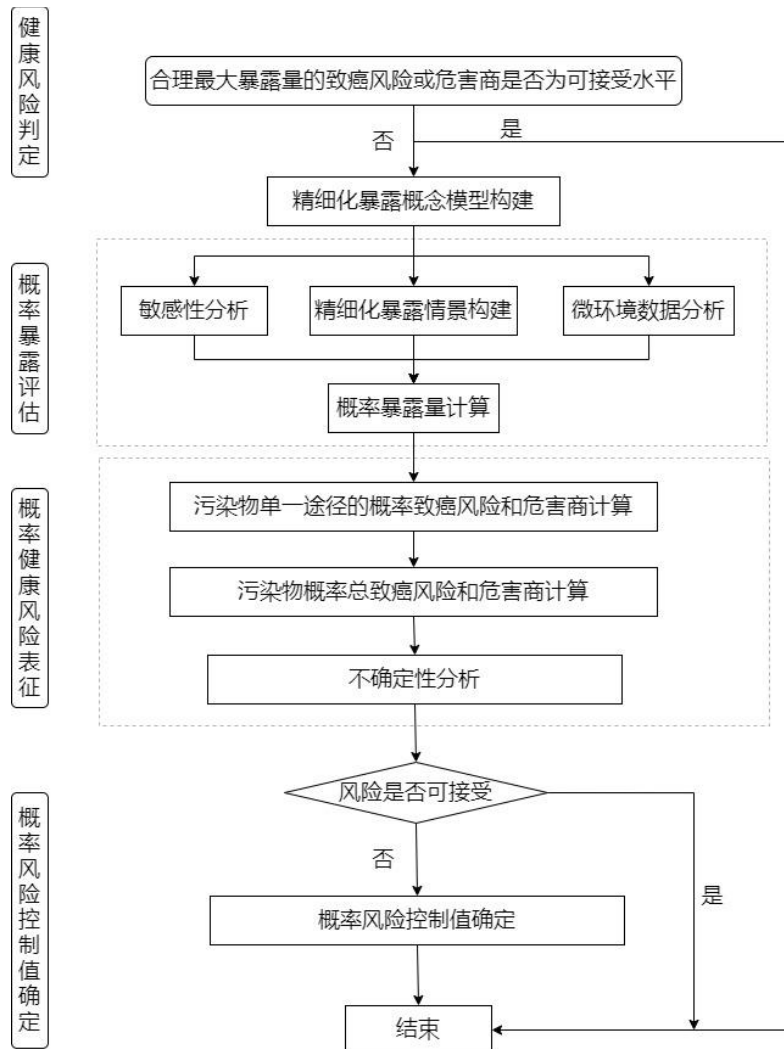 健康风险判定
合理最大暴露量的致癌风险或危害商是否为可接受水平
否
是
精细化暴露概念模型构建
概率暴露评估
敏感性分析
精细化暴露情景构建
微环境数据分析
概率暴露量计算
概率健康风险表征
污染物单一途径的概率致癌风险和危害商计算
污染物概率总致癌风险和危害商计算
不确定性分析
概率风险控制值确定
风险是否可接受
否
是
概率风险控制值确定
结束